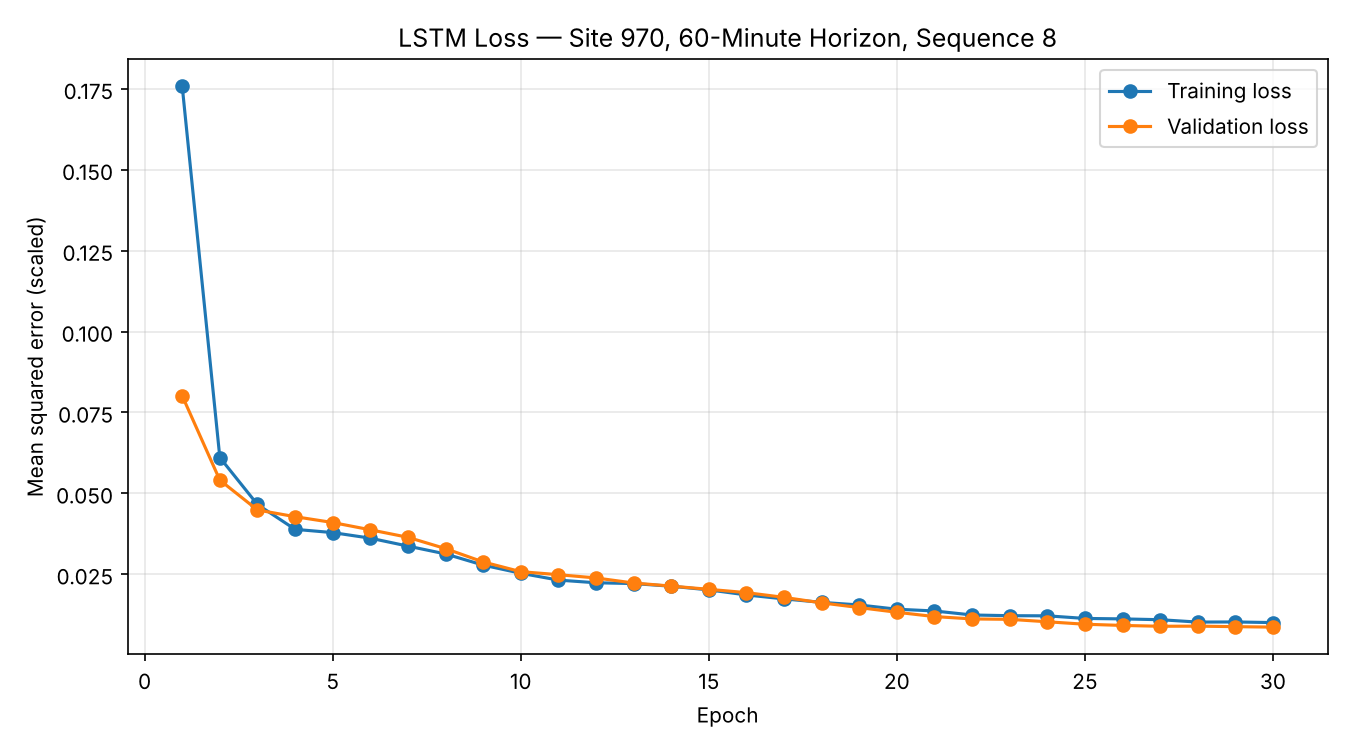 LSTM Loss — Site 970, 60-Minute Horizon, Sequence 8
Training loss
Validation loss
Mean squared error (scaled)
0.175
0.150
0.125
0.100
0.075
0.050
0.025
0 5 10 15 20 25 30
Epoch